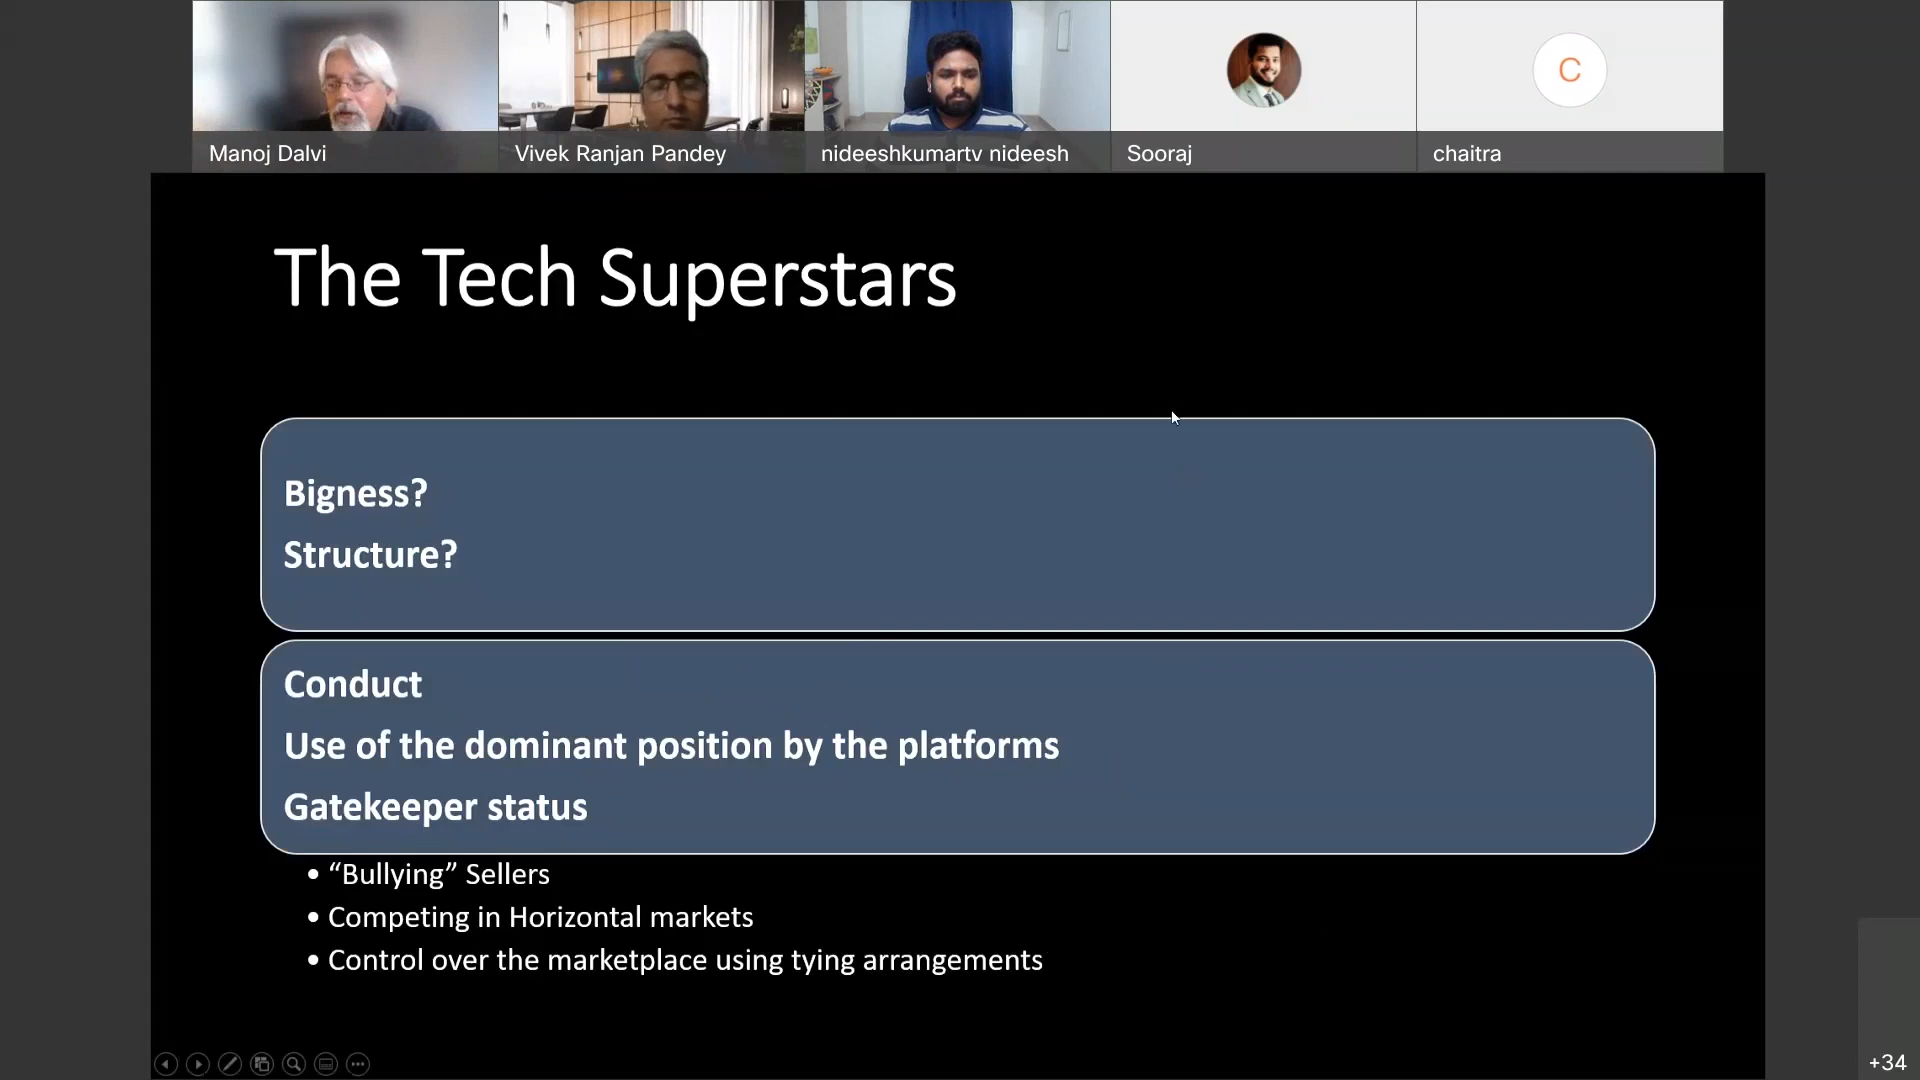 Manoj Dalvi
Vivek Ranjan Pandey
nideeshkumartv nideesh
Sooraj
C
chaitra
The Tech Superstars
Bigness?
Structure?
Conduct
Use of the dominant position by the platforms
Gatekeeper status
• “Bullying” Sellers
• Competing in Horizontal markets
• Control over the marketplace using tying arrangements
+34